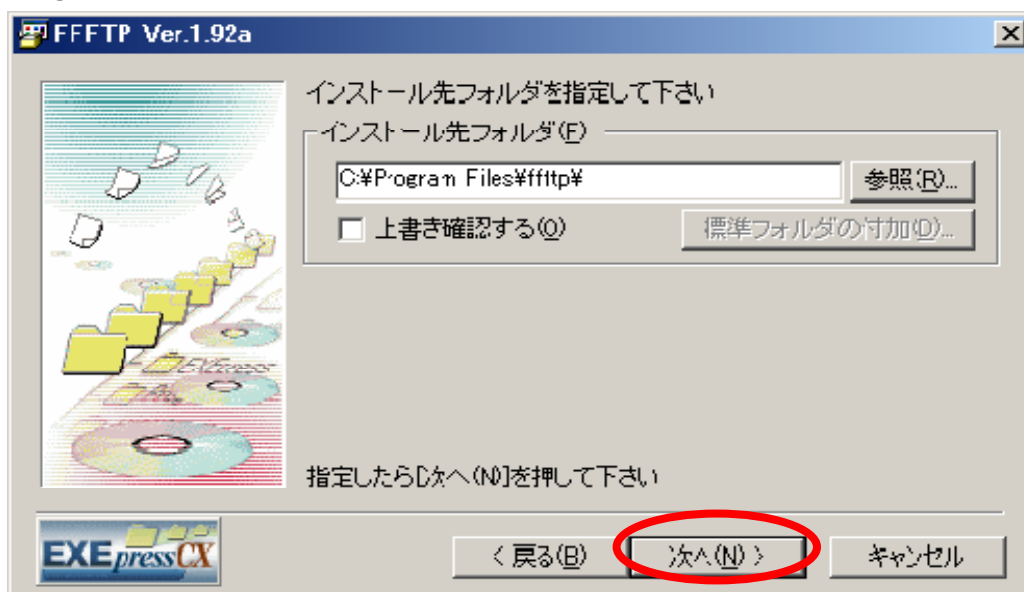 FFFTP Ver.1.92a
インストール先フォルダを指定して下さい
インストール先フォルダ(F)
C:¥Program Files¥ffftp¥
参照(R)...
上書き確認する(O)
標準フォルダの付加(D)...
EXEpress
指定したら[次へ(N)]を押して下さい
EXEpressCX
< 戻る(B)
次へ(N) >
キャンセル